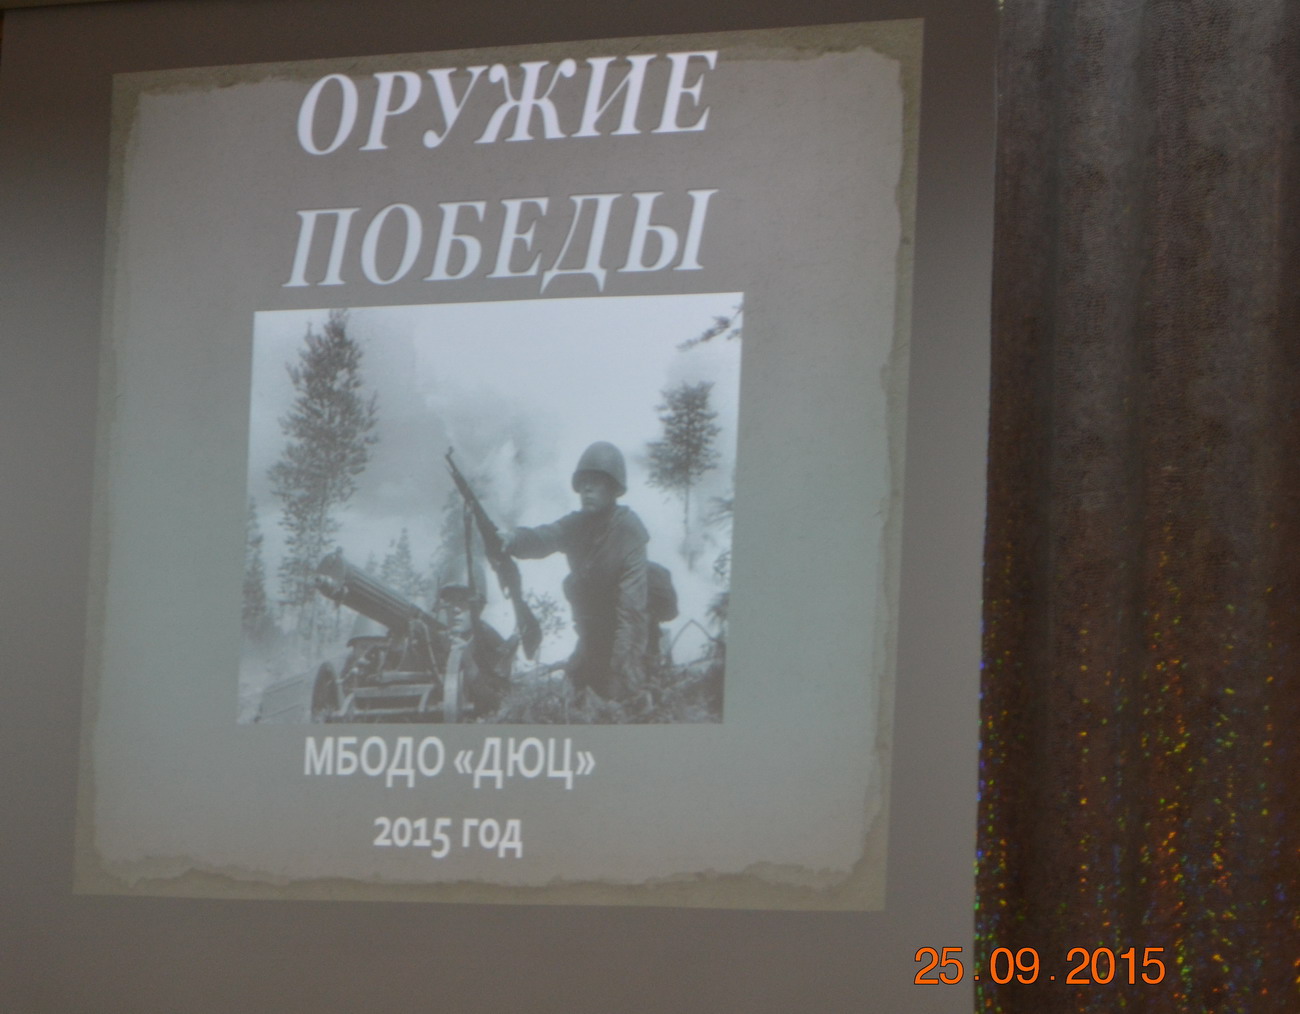 ОРУЖИЕ
ПОБЕДЫ
МБОДО «ДЮЦ»
2015 год
25.09.2015